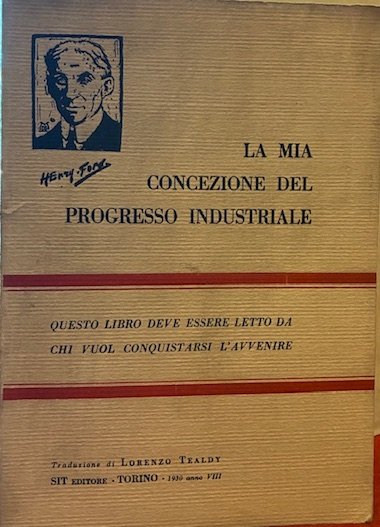 Henry Ford
LA MIA
CONCEZIONE DEL
PROGRESSO INDUSTRIALE
QUESTO LIBRO DEVE ESSERE LETTO DA
CHI VUOL CONQUISTARSI L'AVVENIRE
Traduzione di LORENZO TEALDY
SIT EDITORE - TORINO - 1930 anno VIII